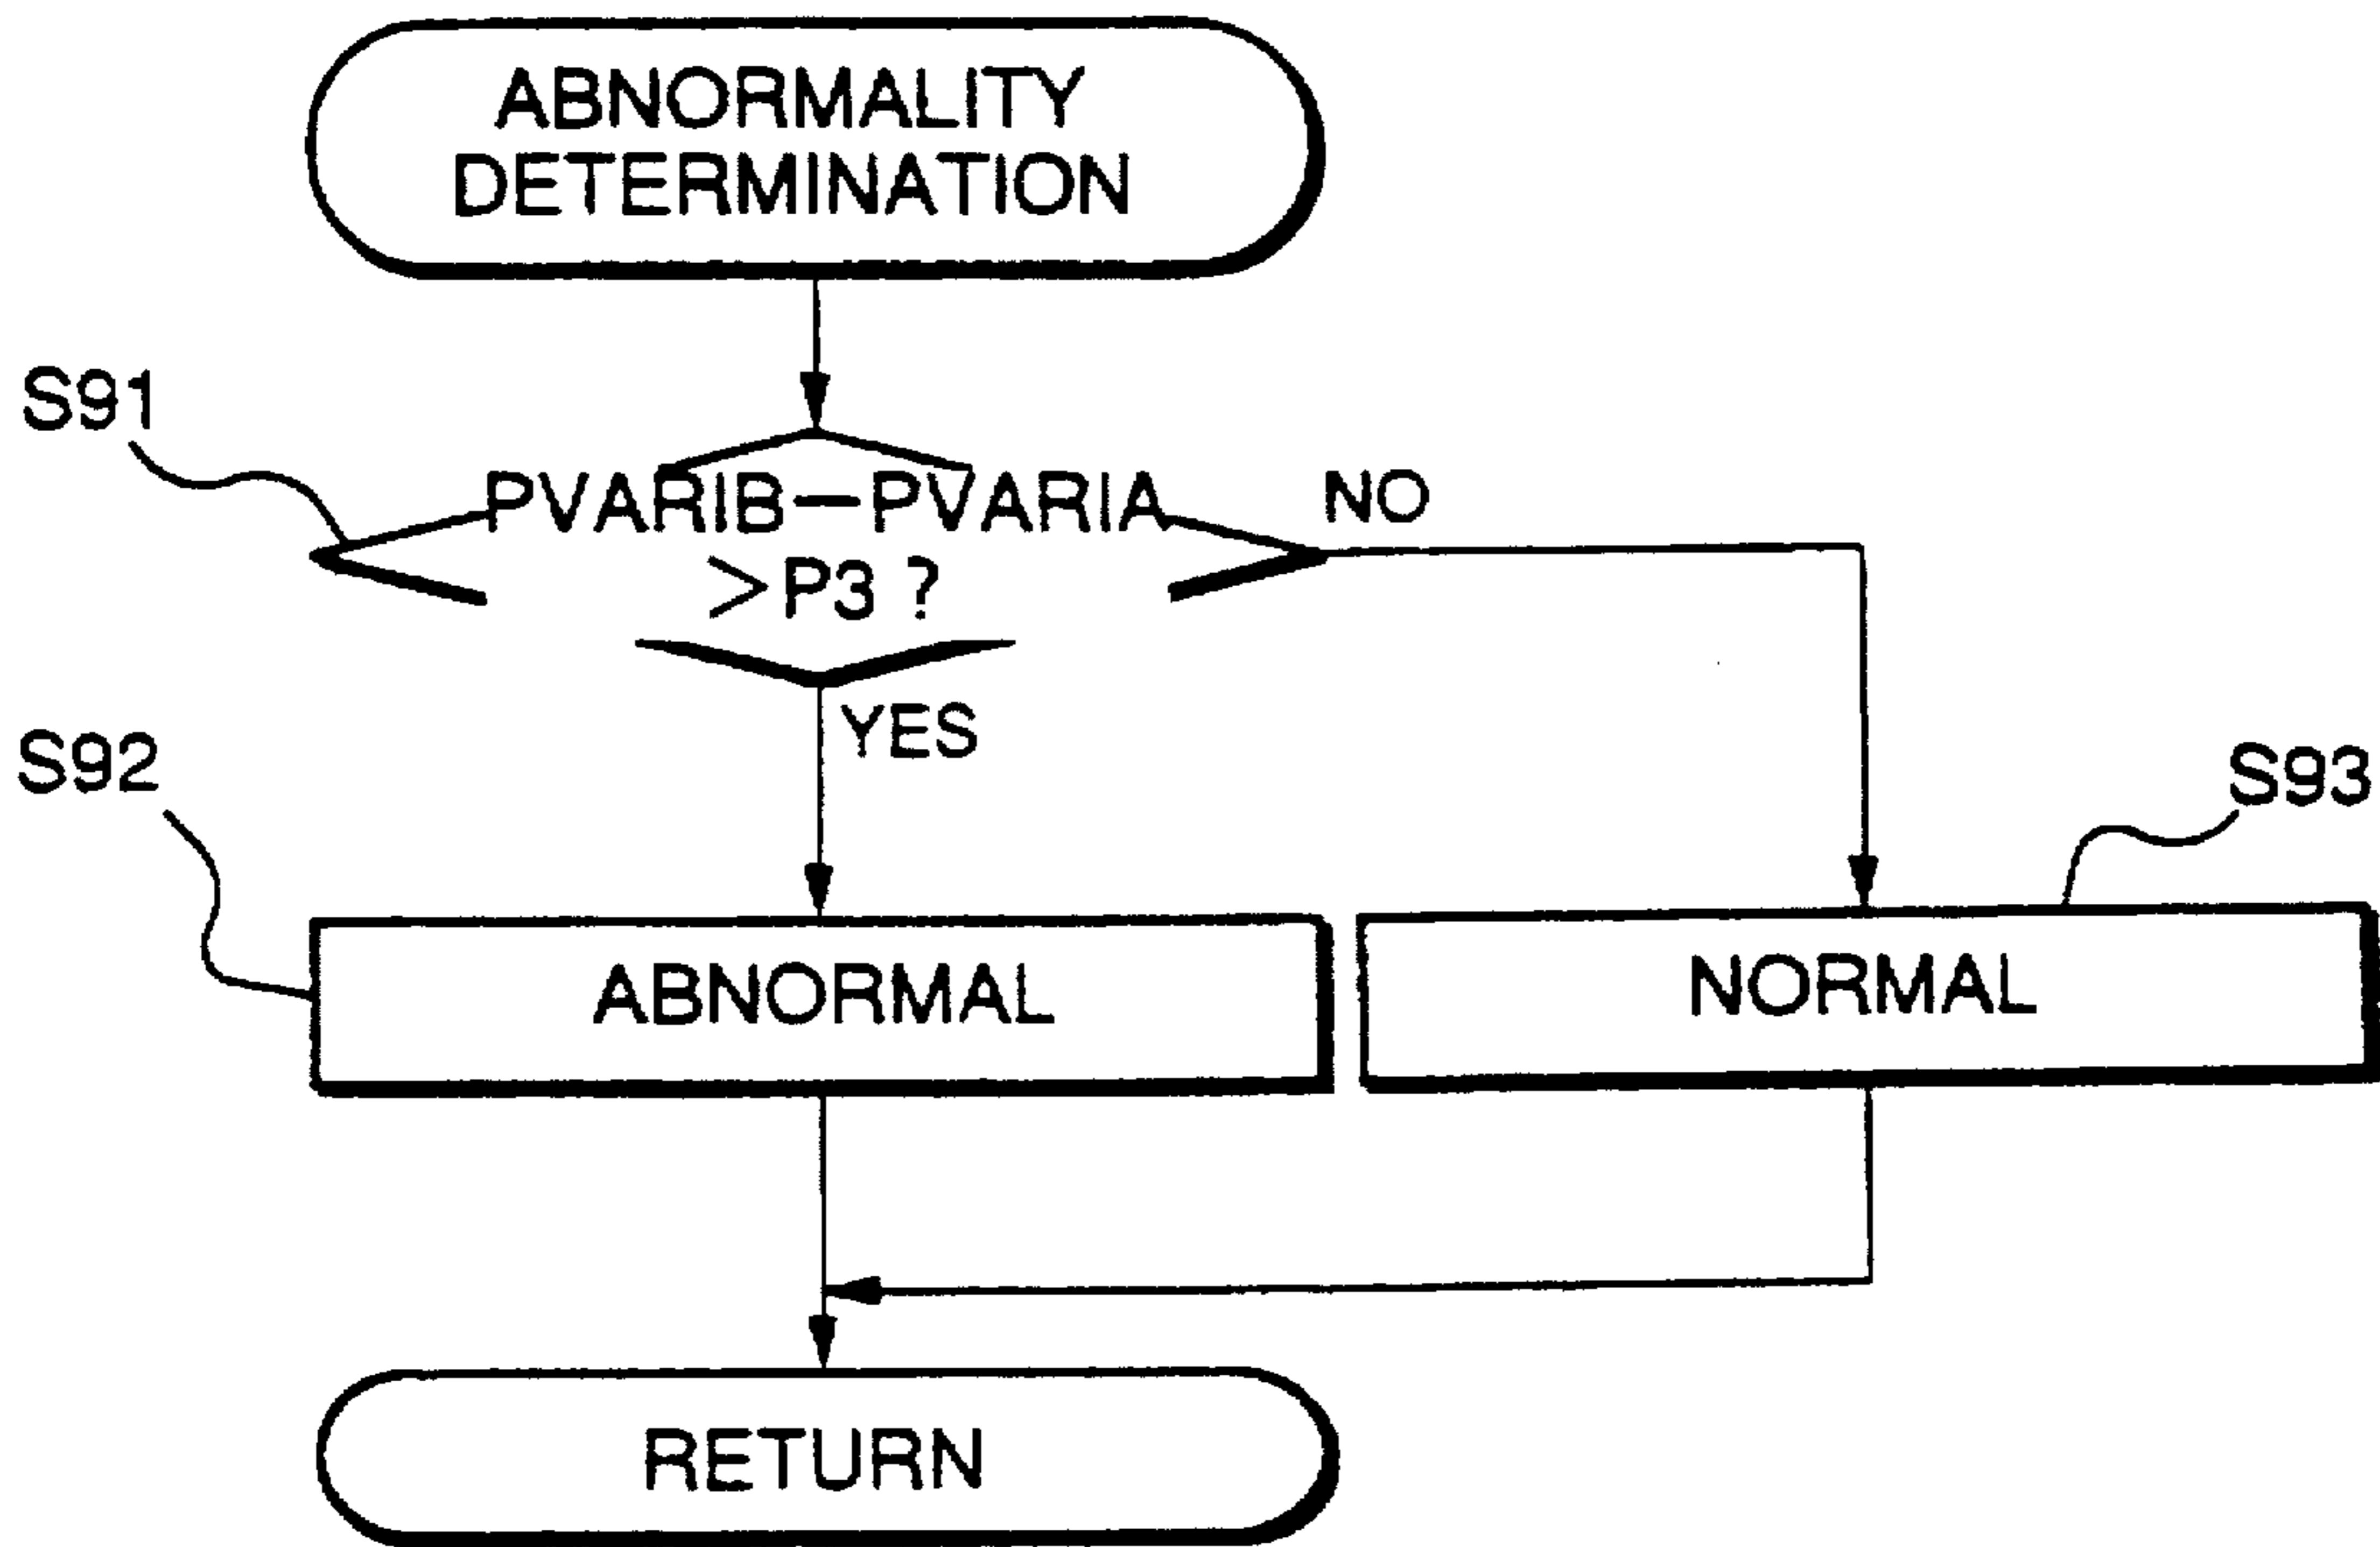 ABNORMALITY
DETERMINATION
S91
PVARIB-PVARIA
>P3 ?
NO
YES
S92
S93
ABNORMAL
NORMAL
RETURN